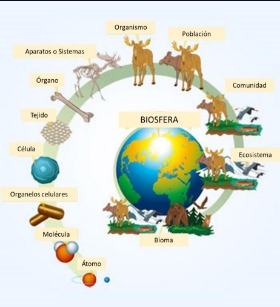 Organismo
Población
Aparatos o Sistemas
Órgano
Comunidad
Tejido
BIOSFERA
Célula
Ecosistema
Organelos celulares
Molécula
Bioma
Átomo